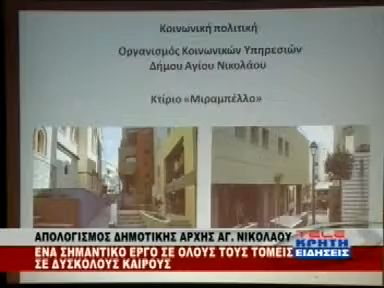 Κοινωνική πολιτική
Οργανισμός Κοινωνικών Υπηρεσιών
Δήμου Αγίου Νικολάου
Κτίριο «Μιραμπέλλο»
ΑΠΟΛΟΓΙΣΜΟΣ ΔΗΜΟΤΙΚΗΣ ΑΡΧΗΣ ΑΓ. ΝΙΚΟΛΑΟΥ
ΕΝΑ ΣΗΜΑΝΤΙΚΟ ΕΡΓΟ ΣΕ ΟΛΟΥΣ ΤΟΥΣ ΤΟΜΕΙΣ
ΣΕ ΔΥΣΚΟΛΟΥΣ ΚΑΙΡΟΥΣ
ΤΕLE
ΚΡΗΤΗ
ΕΙΔΗΣΕΙΣ